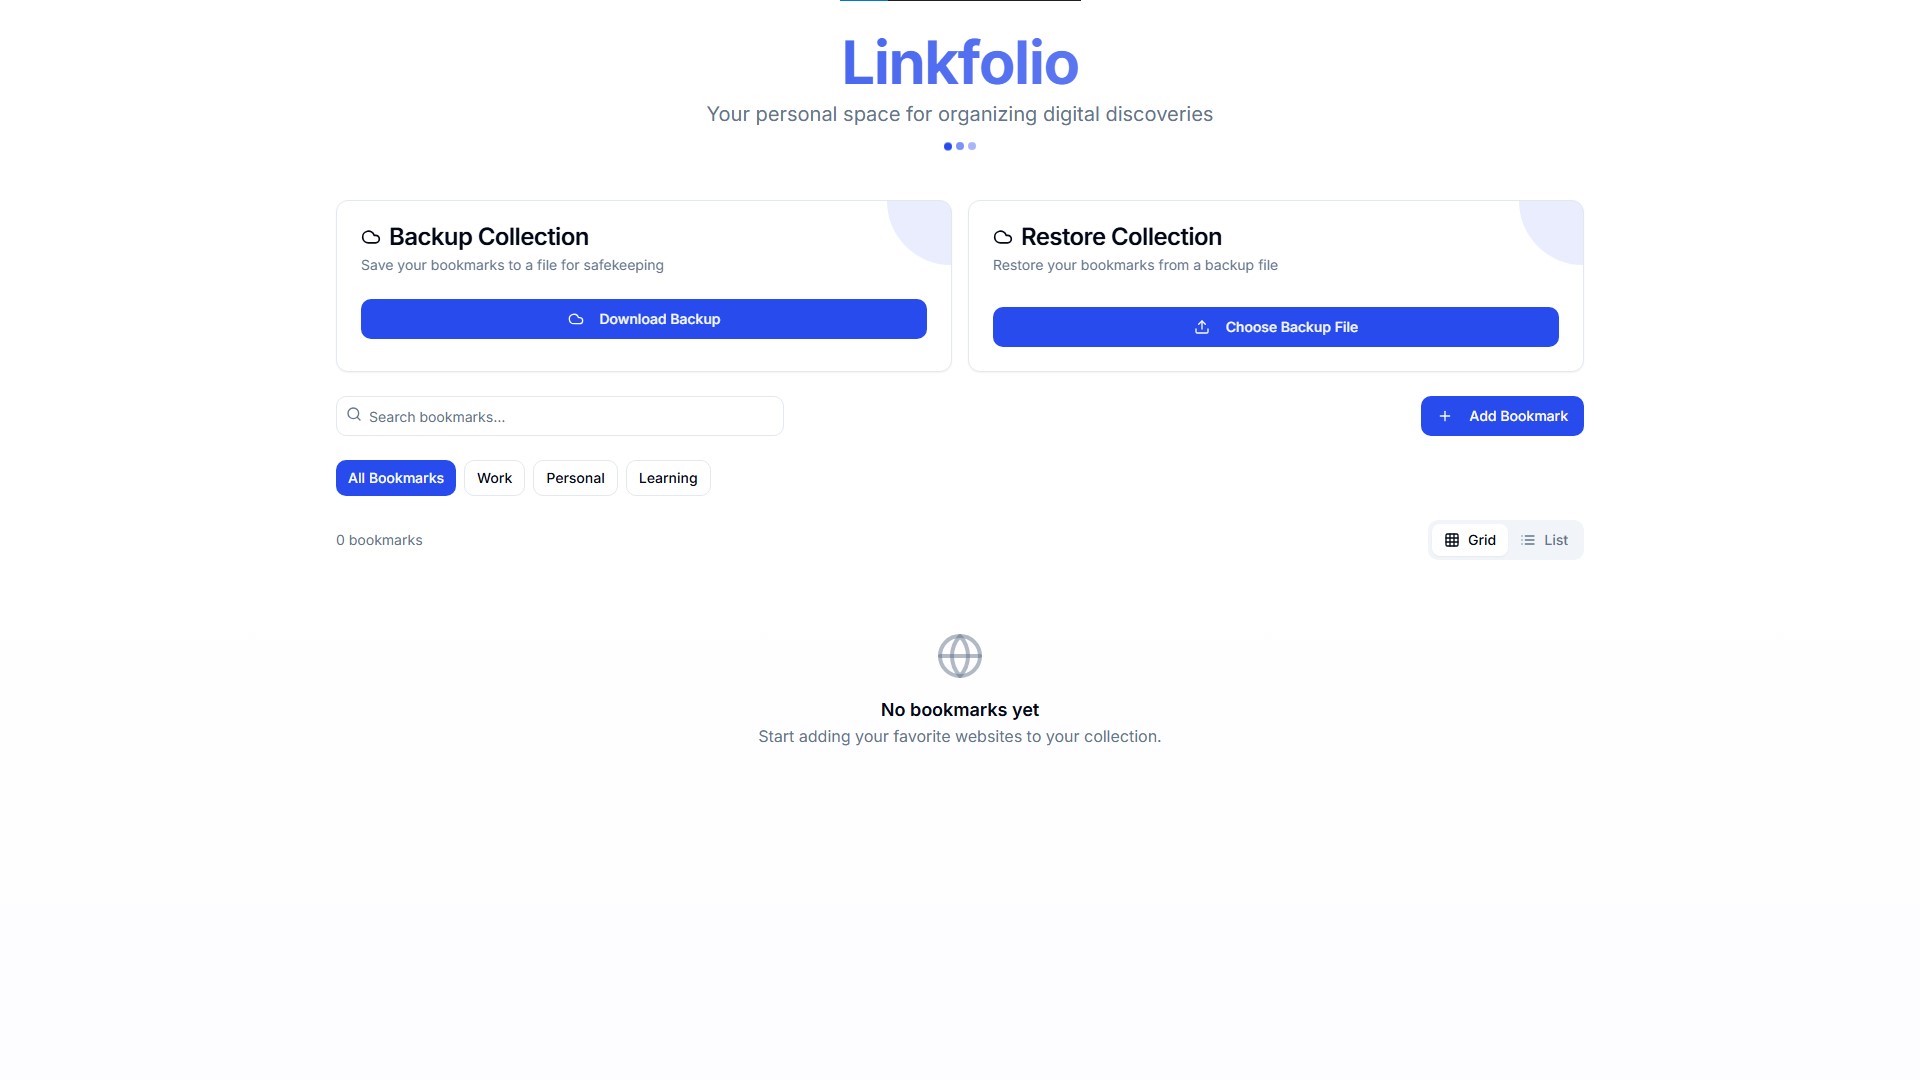 Linkfolio
Your personal space for organizing digital discoveries
Backup Collection
Save your bookmarks to a file for safekeeping
Download Backup
Restore Collection
Restore your bookmarks from a backup file
Choose Backup File
Search bookmarks...
Add Bookmark
All Bookmarks
Work
Personal
Learning
0 bookmarks
Grid
List
No bookmarks yet
Start adding your favorite websites to your collection.